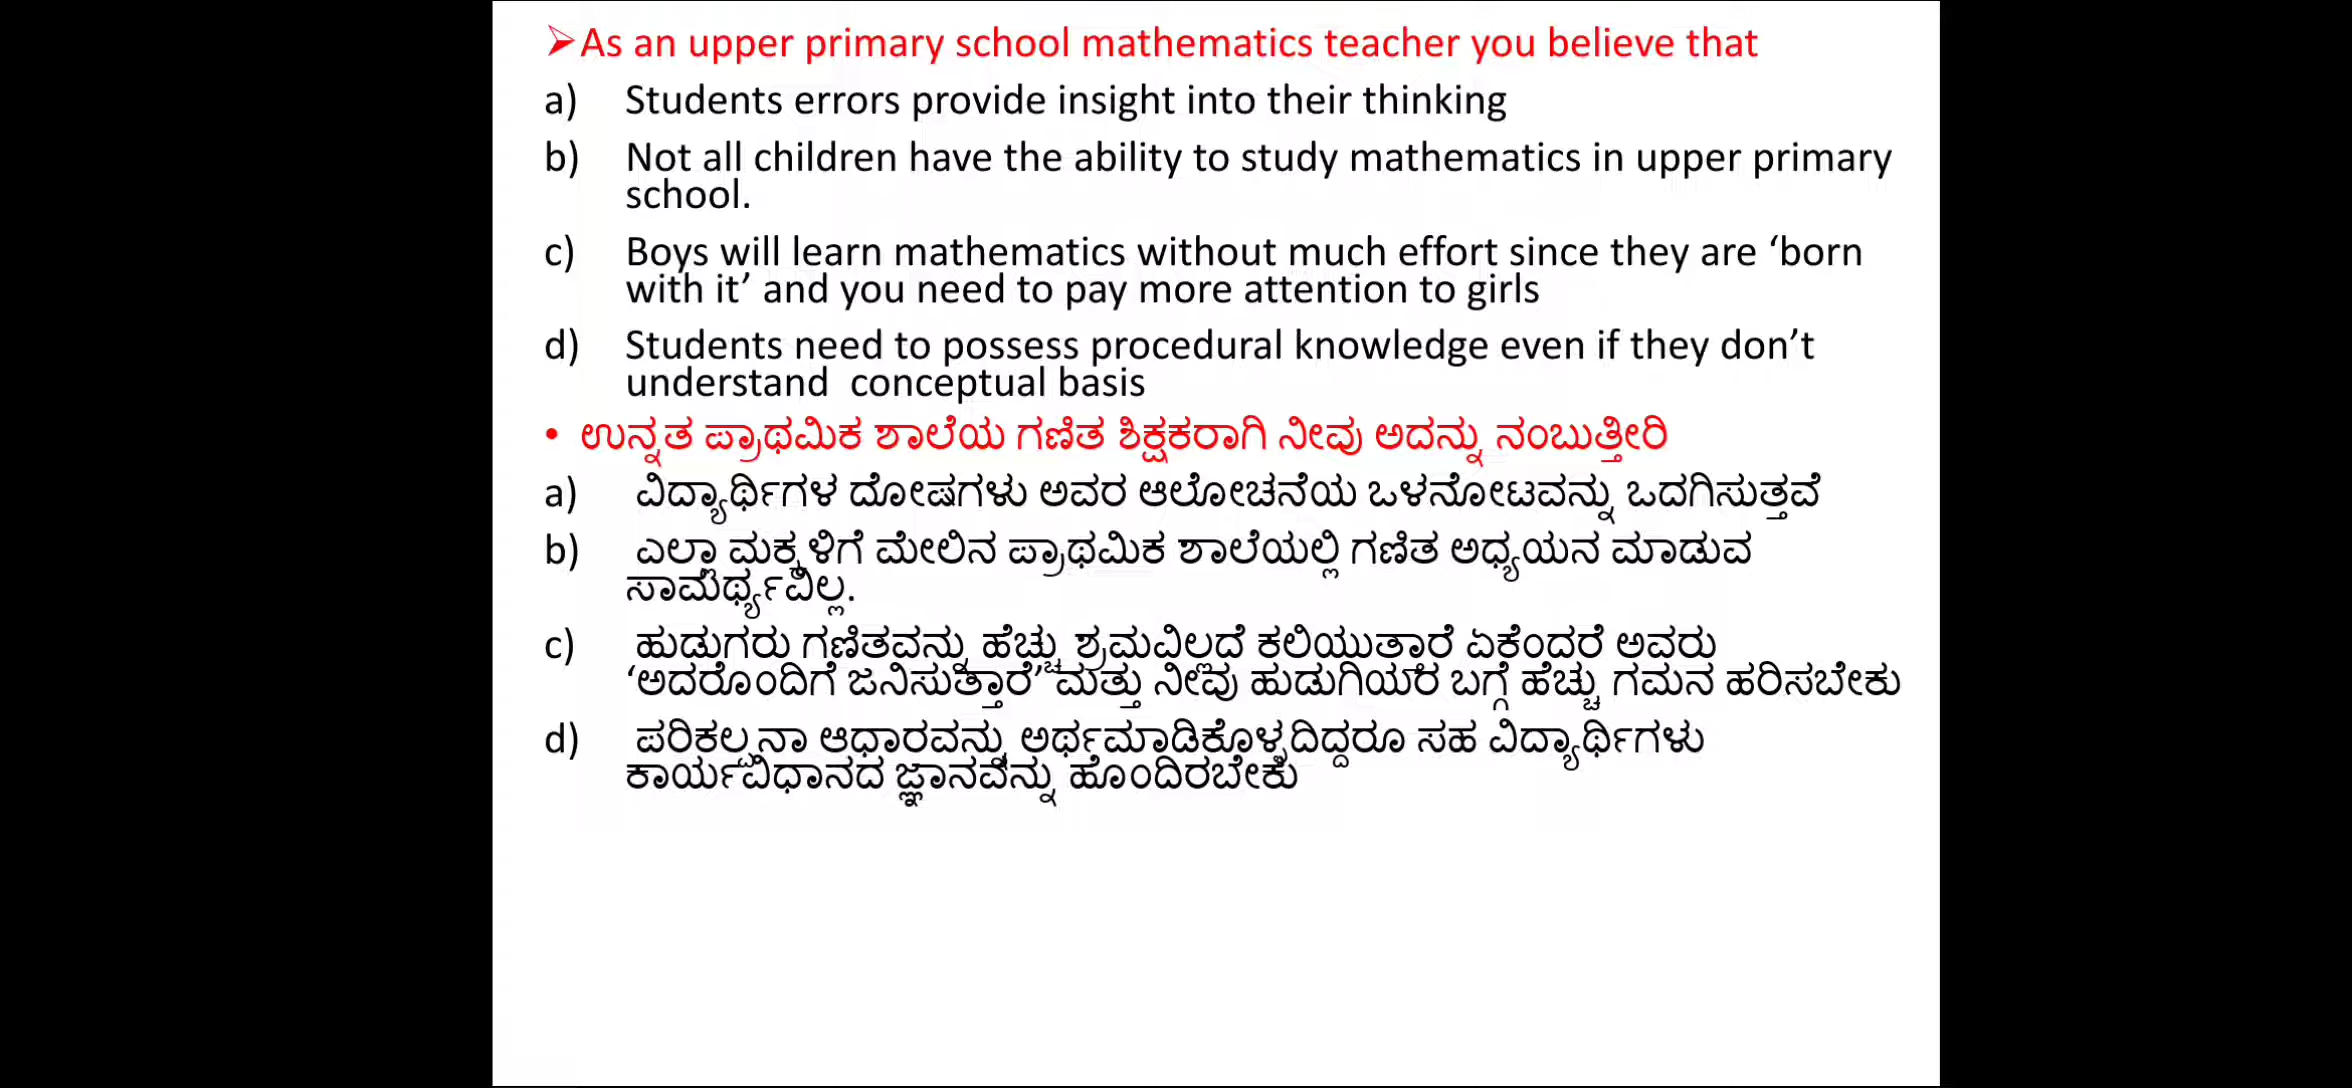 ➢As an upper primary school mathematics teacher you believe that
a) Students errors provide insight into their thinking
b) Not all children have the ability to study mathematics in upper primary
school.
c) Boys will learn mathematics without much effort since they are ‘born
with it’ and you need to pay more attention to girls
d) Students need to possess procedural knowledge even if they don’t
understand conceptual basis
• ಉನ್ನತ ಪ್ರಾಥಮಿಕ ಶಾಲೆಯ ಗಣಿತ ಶಿಕ್ಷಕರಾಗಿ ನೀವು ಅದನ್ನು ನಂಬುತ್ತೀರಿ
a) ವಿದ್ಯಾರ್ಥಿಗಳ ದೋಷಗಳು ಅವರ ಆಲೋಚನೆಯ ಒಳನೋಟವನ್ನು ಒದಗಿಸುತ್ತವೆ
b) ಎಲ್ಲಾ ಮಕ್ಕಳಿಗೆ ಮೇಲಿನ ಪ್ರಾಥಮಿಕ ಶಾಲೆಯಲ್ಲಿ ಗಣಿತ ಅಧ್ಯಯನ ಮಾಡುವ
ಸಾಮರ್ಥ್ಯವಿಲ್ಲ.
c) ಹುಡುಗರು ಗಣಿತವನ್ನು ಹೆಚ್ಚು ಶ್ರಮವಿಲ್ಲದೆ ಕಲಿಯುತ್ತಾರೆ ಏಕೆಂದರೆ ಅವರು
‘ಅದರೊಂದಿಗೆ ಜನಿಸುತ್ತಾರೆ’ ಮತ್ತು ನೀವು ಹುಡುಗಿಯರ ಬಗ್ಗೆ ಹೆಚ್ಚು ಗಮನ ಹರಿಸಬೇಕು
d) ಪರಿಕಲ್ಪನಾ ಆಧಾರವನ್ನು ಅರ್ಥಮಾಡಿಕೊಳ್ಳದಿದ್ದರೂ ಸಹ ವಿದ್ಯಾರ್ಥಿಗಳು
ಕಾರ್ಯವಿಧಾನದ ಜ್ಞಾನವನ್ನು ಹೊಂದಿರಬೇಕು